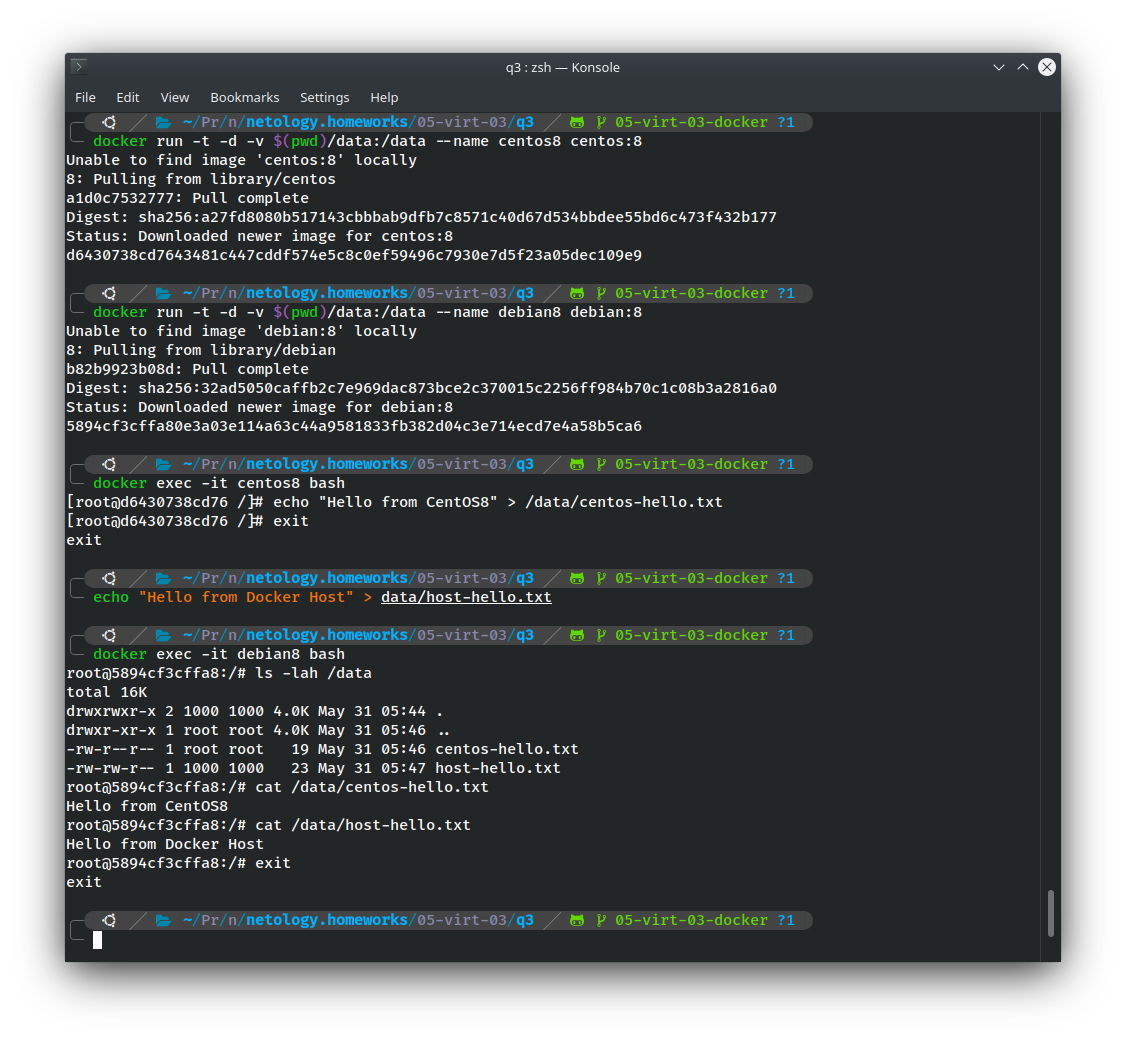 q3 : zsh — Konsole
File Edit View Bookmarks Settings Help
~/Pr/n/netology.homeworks/05-virt-03/q3 05-virt-03-docker ?1
docker run -t -d -v $(pwd)/data:/data --name centos8 centos:8
Unable to find image 'centos:8' locally
8: Pulling from library/centos
a1d0c7532777: Pull complete
Digest: sha256:a27fd8080b517143cbbbab9dfb7c8571c40d67d534bbdee55bd6c473f432b177
Status: Downloaded newer image for centos:8
d6430738cd7643481c447cddf574e5c8c0ef59496c7930e7d5f23a05dec109e9
~/Pr/n/netology.homeworks/05-virt-03/q3 05-virt-03-docker ?1
docker run -t -d -v $(pwd)/data:/data --name debian8 debian:8
Unable to find image 'debian:8' locally
8: Pulling from library/debian
b82b9923b08d: Pull complete
Digest: sha256:32ad5050caffb2c7e969dac873bce2c370015c2256ff984b70c1c08b3a2816a0
Status: Downloaded newer image for debian:8
5894cf3cffa80e3a03e114a63c44a9581833fb382d04c3e714ecd7e4a58b5ca6
~/Pr/n/netology.homeworks/05-virt-03/q3 05-virt-03-docker ?1
docker exec -it centos8 bash
[root@d6430738cd76 /]# echo "Hello from CentOS8" > /data/centos-hello.txt
[root@d6430738cd76 /]# exit
exit
~/Pr/n/netology.homeworks/05-virt-03/q3 05-virt-03-docker ?1
echo "Hello from Docker Host" > data/host-hello.txt
~/Pr/n/netology.homeworks/05-virt-03/q3 05-virt-03-docker ?1
docker exec -it debian8 bash
root@5894cf3cffa8:/# ls -lah /data
total 16K
drwxrwxr-x 2 1000 1000 4.0K May 31 05:44 .
drwxr-xr-x 1 root root 4.0K May 31 05:46 ..
-rw-r--r-- 1 root root   19 May 31 05:46 centos-hello.txt
-rw-rw-r-- 1 1000 1000   23 May 31 05:47 host-hello.txt
root@5894cf3cffa8:/# cat /data/centos-hello.txt
Hello from CentOS8
root@5894cf3cffa8:/# cat /data/host-hello.txt
Hello from Docker Host
root@5894cf3cffa8:/# exit
exit
~/Pr/n/netology.homeworks/05-virt-03/q3 05-virt-03-docker ?1